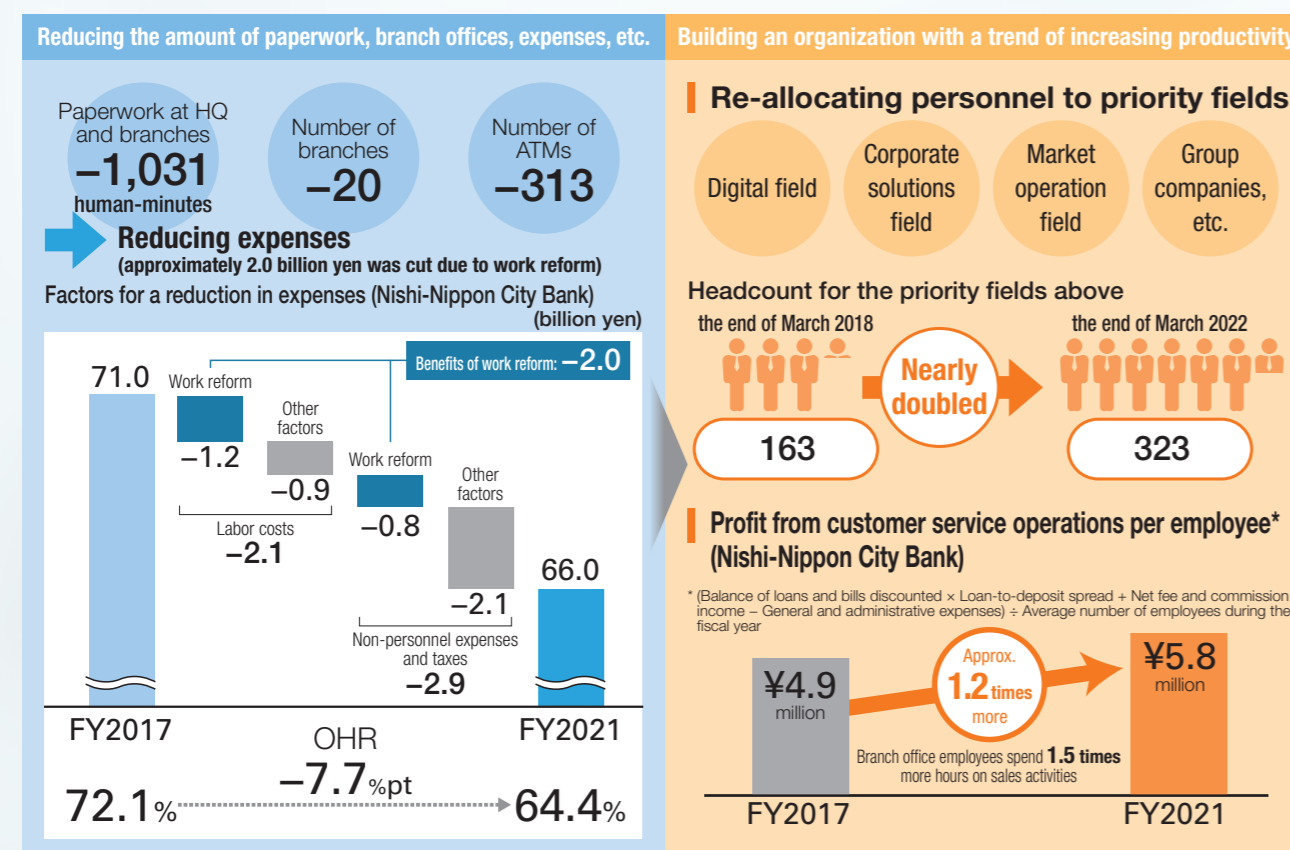 Reducing the amount of paperwork, branch offices, expenses, etc.
Paperwork at HQ
and branches
−1,031
human-minutes
Number of
branches
−20
Number of
ATMs
−313
Reducing expenses
(approximately 2.0 billion yen was cut due to work reform)
Factors for a reduction in expenses (Nishi-Nippon City Bank)
(billion yen)
Benefits of work reform: −2.0
71.0
Work reform
−1.2
Other
factors
−0.9
Labor costs
−2.1
Work reform
−0.8
Other
factors
−2.1
Non-personnel expenses
and taxes
−2.9
66.0
FY2017
FY2021
OHR
−7.7%pt
72.1%
64.4%
Building an organization with a trend of increasing productivity
Re-allocating personnel to priority fields
Digital field
Corporate
solutions
field
Market
operation
field
Group
companies,
etc.
Headcount for the priority fields above
the end of March 2018
163
Nearly
doubled
the end of March 2022
323
Profit from customer service operations per employee*
(Nishi-Nippon City Bank)
* (Balance of loans and bills discounted × Loan-to-deposit spread + Net fee and commission
income − General and administrative expenses) ÷ Average number of employees during the
fiscal year
¥4.9
million
Approx.
1.2 times
more
¥5.8
million
Branch office employees spend 1.5 times
more hours on sales activities
FY2017
FY2021